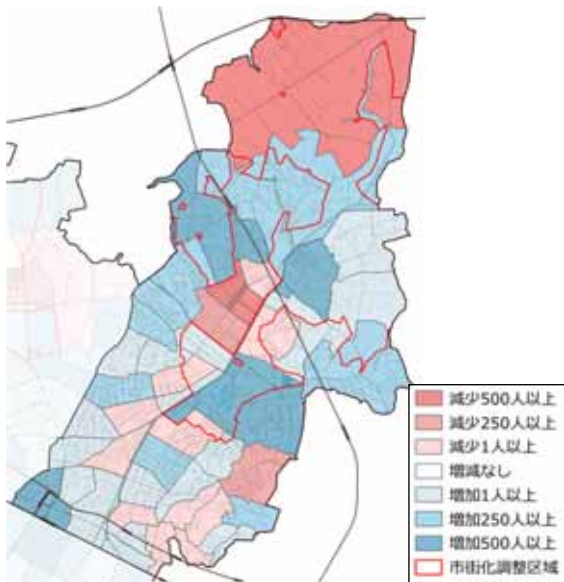 減少500人以上
減少250人以上
減少1人以上
増減なし
増加1人以上
増加250人以上
増加500人以上
市街化調整区域